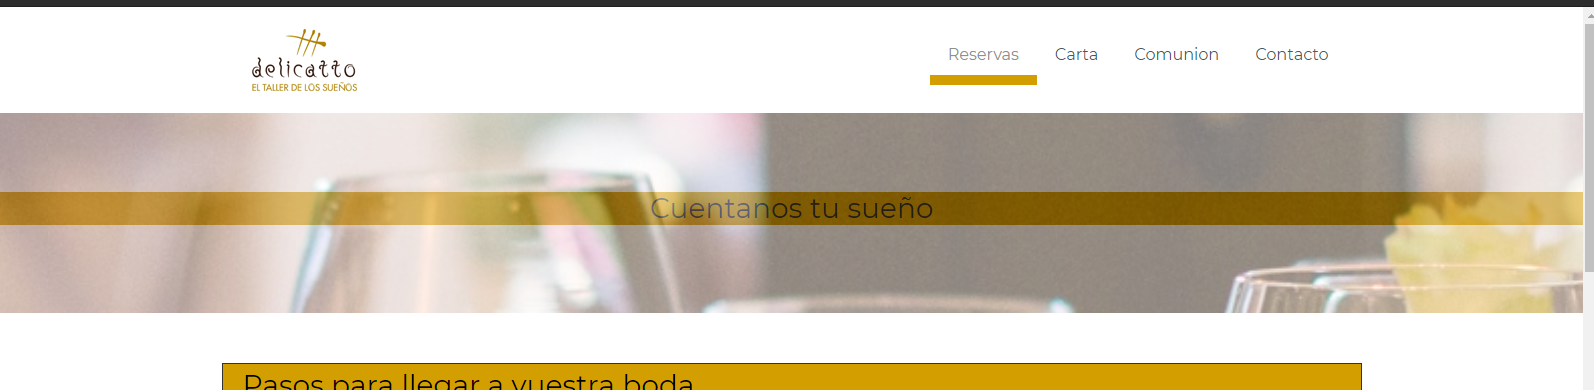 delicatto
EL TALLER DE LOS SUEÑOS
Reservas Carta Comunion Contacto
Cuentanos tu sueño
Pasos para llegar a vuestra boda